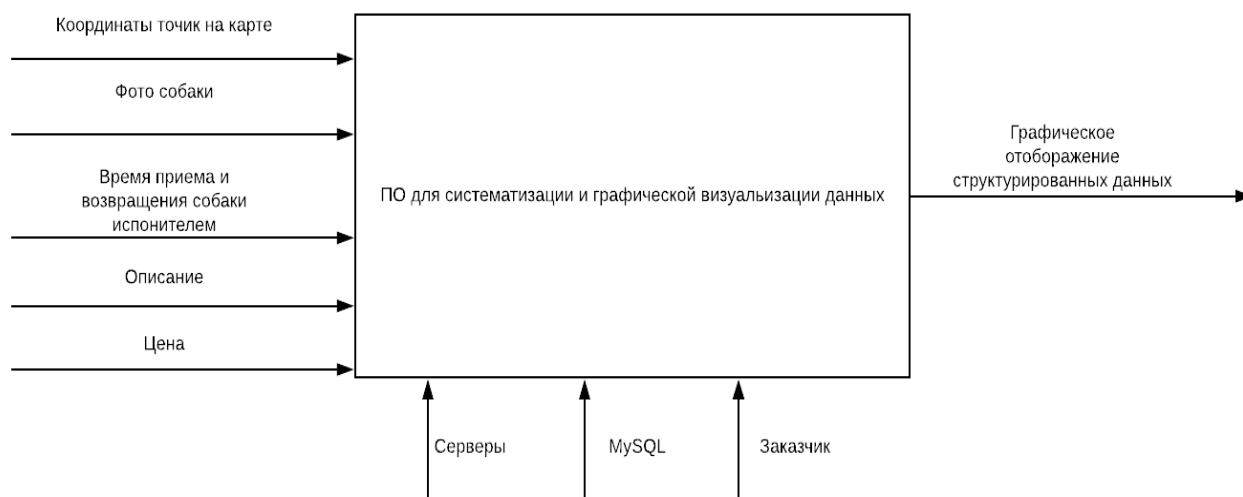 Координаты точик на карте
Фото собаки
Время приема и
возвращения собаки
испонителем
Описание
Цена
ПО для систематизации и графической визуальизации данных
Графическое
отоборажение
структурированных данных
Серверы
MySQL
Заказчик